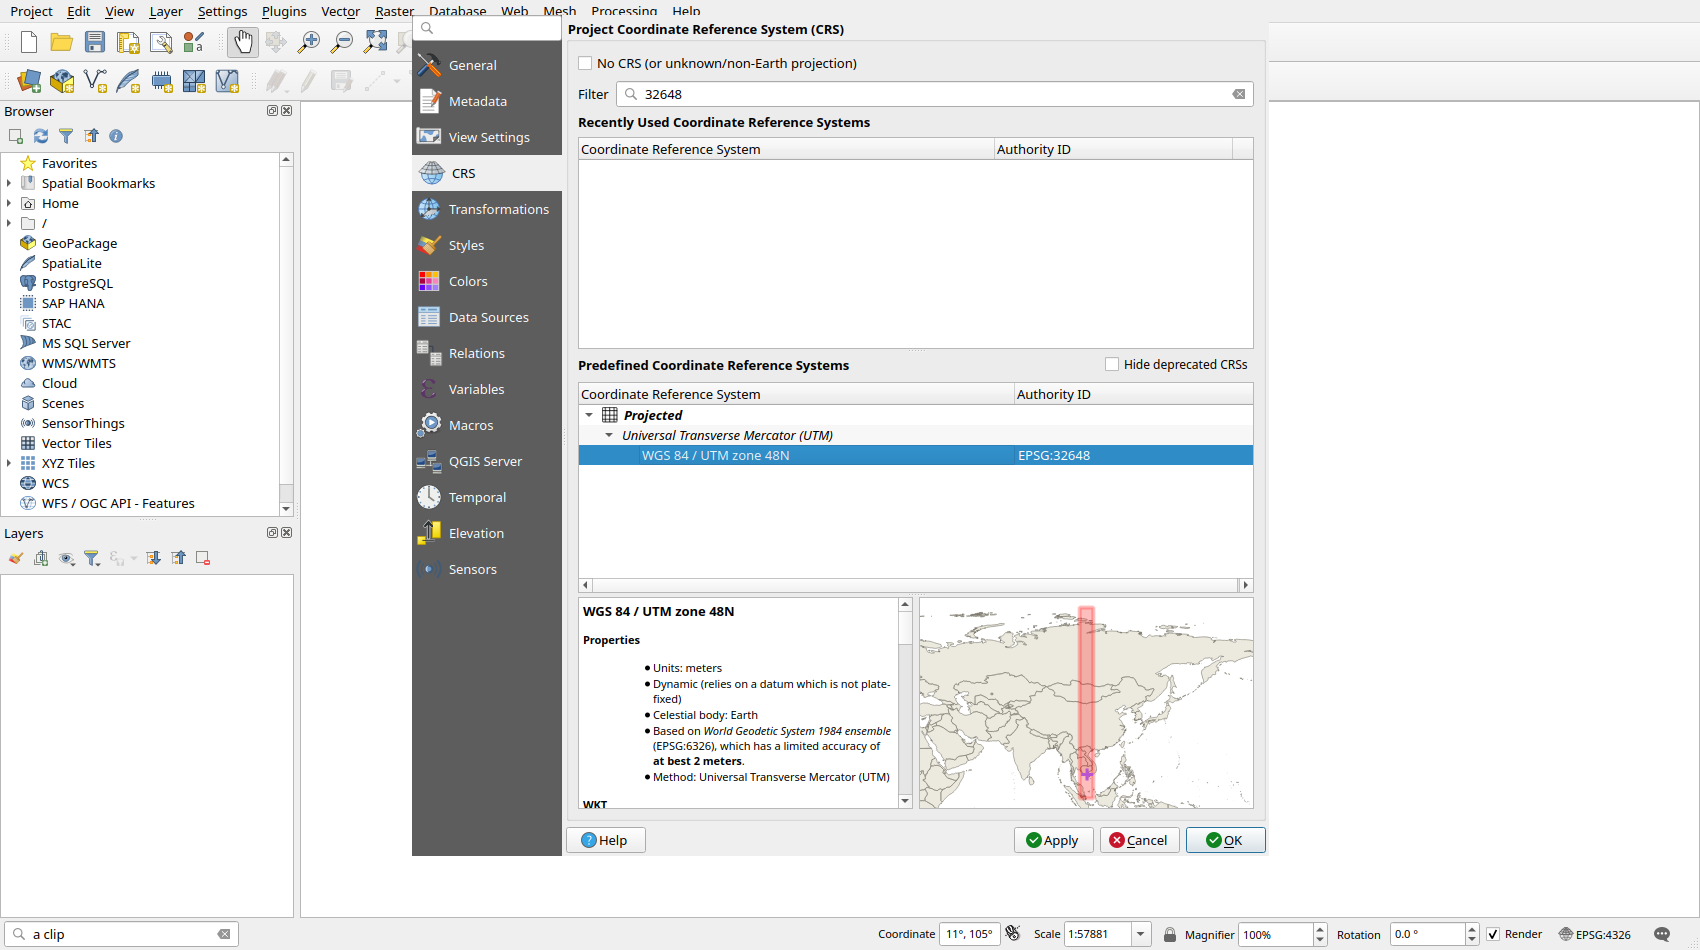 Project Edit View Layer Settings Plugins Vector Raster Database Web Mesh Processing Help
Browser
Favorites
Spatial Bookmarks
Home
/
GeoPackage
SpatiaLite
PostgreSQL
SAP HANA
STAC
MS SQL Server
WMS/WMTS
Cloud
Scenes
SensorThings
Vector Tiles
XYZ Tiles
WCS
WFS / OGC API - Features
Layers
General
Metadata
View Settings
CRS
Transformations
Styles
Colors
Data Sources
Relations
Variables
Macros
QGIS Server
Temporal
Elevation
Sensors
Project Coordinate Reference System (CRS)
No CRS (or unknown/non-Earth projection)
Filter 32648
Recently Used Coordinate Reference Systems
Coordinate Reference System Authority ID
Predefined Coordinate Reference Systems Hide deprecated CRSs
Coordinate Reference System Authority ID
Projected
Universal Transverse Mercator (UTM)
WGS 84 / UTM zone 48N EPSG:32648
WGS 84 / UTM zone 48N
Properties
Units: meters
Dynamic (relies on a datum which is not plate-
fixed)
Celestial body: Earth
Based on World Geodetic System 1984 ensemble
(EPSG:6326), which has a limited accuracy of
at best 2 meters.
Method: Universal Transverse Mercator (UTM)
WKT
Help Apply Cancel OK
a clip Coordinate 11°, 105° Scale 1:57881 Magnifier 100% Rotation 0.0 ° Render EPSG:4326